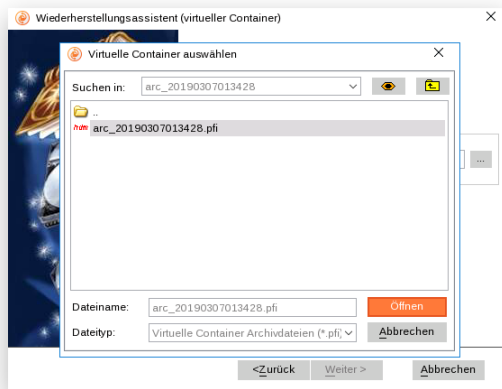 Wiederherstellungsassistent (virtueller Container)
Virtuelle Container auswählen
Suchen in: arc_20190307013428
..
hdm arc_20190307013428.pfi
...
Dateiname: arc_20190307013428.pfi Öffnen
Dateityp: Virtuelle Container Archivdateien (*.pfi) Abbrechen
<Zurück Weiter > Abbrechen